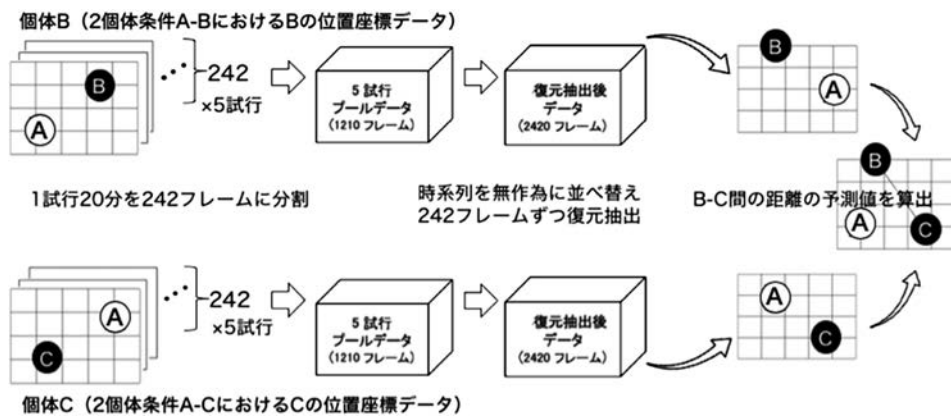 個体B(2個体条件A-BにおけるBの位置座標データ)
B
A
242
×5試行
5試行
プールデータ
(1210フレーム)
復元抽出後
データ
(2420フレーム)
B
A
1試行20分を242フレームに分割
時系列を無作為に並べ替え
242フレームずつ復元抽出
B-C間の距離の予測値を算出
B
A
C
A
C
242
×5試行
5試行
プールデータ
(1210フレーム)
復元抽出後
データ
(2420フレーム)
A
C
個体C(2個体条件A-CにおけるCの位置座標データ)